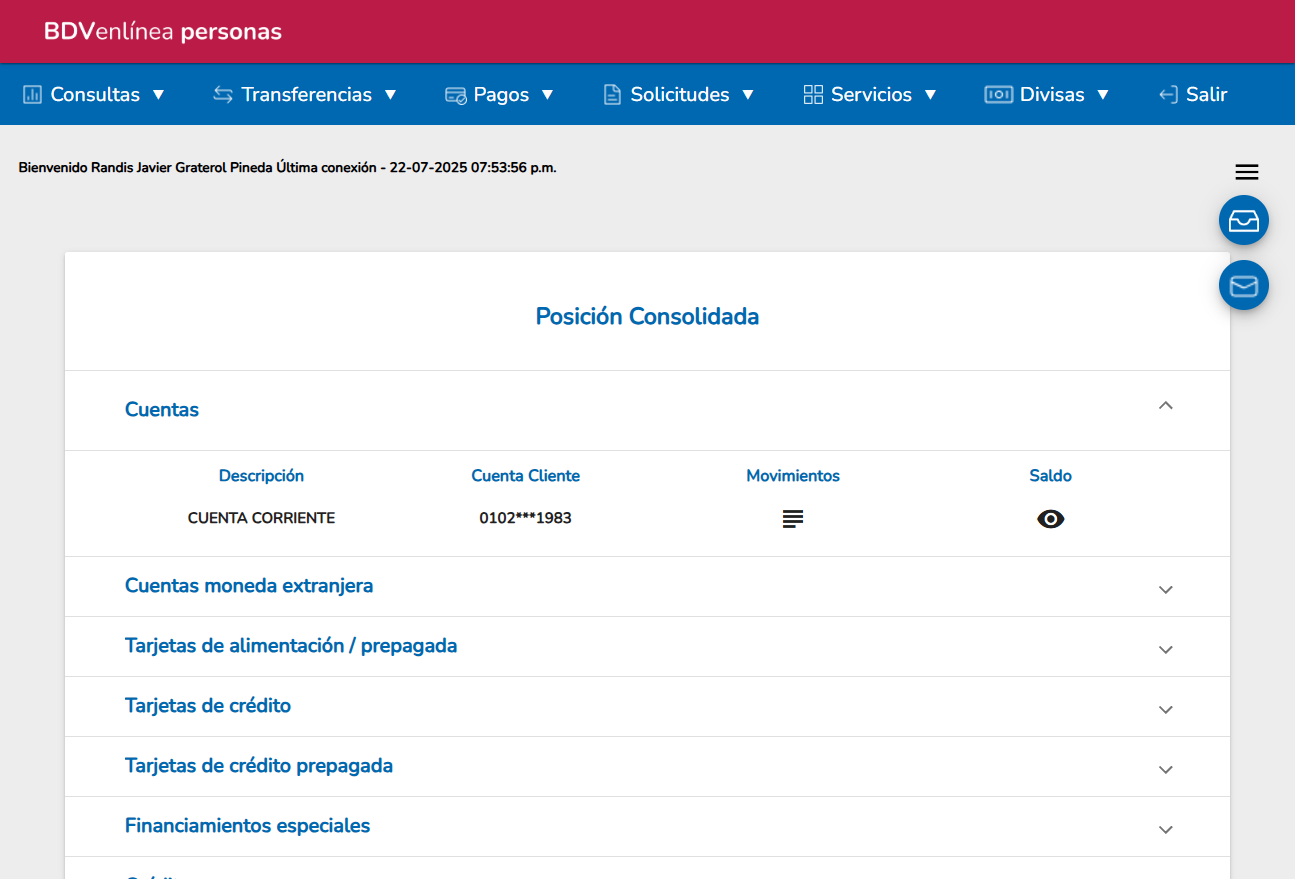 BDVenlínea personas
Consultas ▼ Transferencias ▼ Pagos ▼ Solicitudes ▼ Servicios ▼ Divisas ▼ Salir
Bienvenido Randis Javier Graterol Pineda Última conexión - 22-07-2025 07:53:56 p.m.
Posición Consolidada
Cuentas
Descripción Cuenta Cliente Movimientos Saldo
CUENTA CORRIENTE 0102***1983
Cuentas moneda extranjera
Tarjetas de alimentación / prepagada
Tarjetas de crédito
Tarjetas de crédito prepagada
Financiamientos especiales